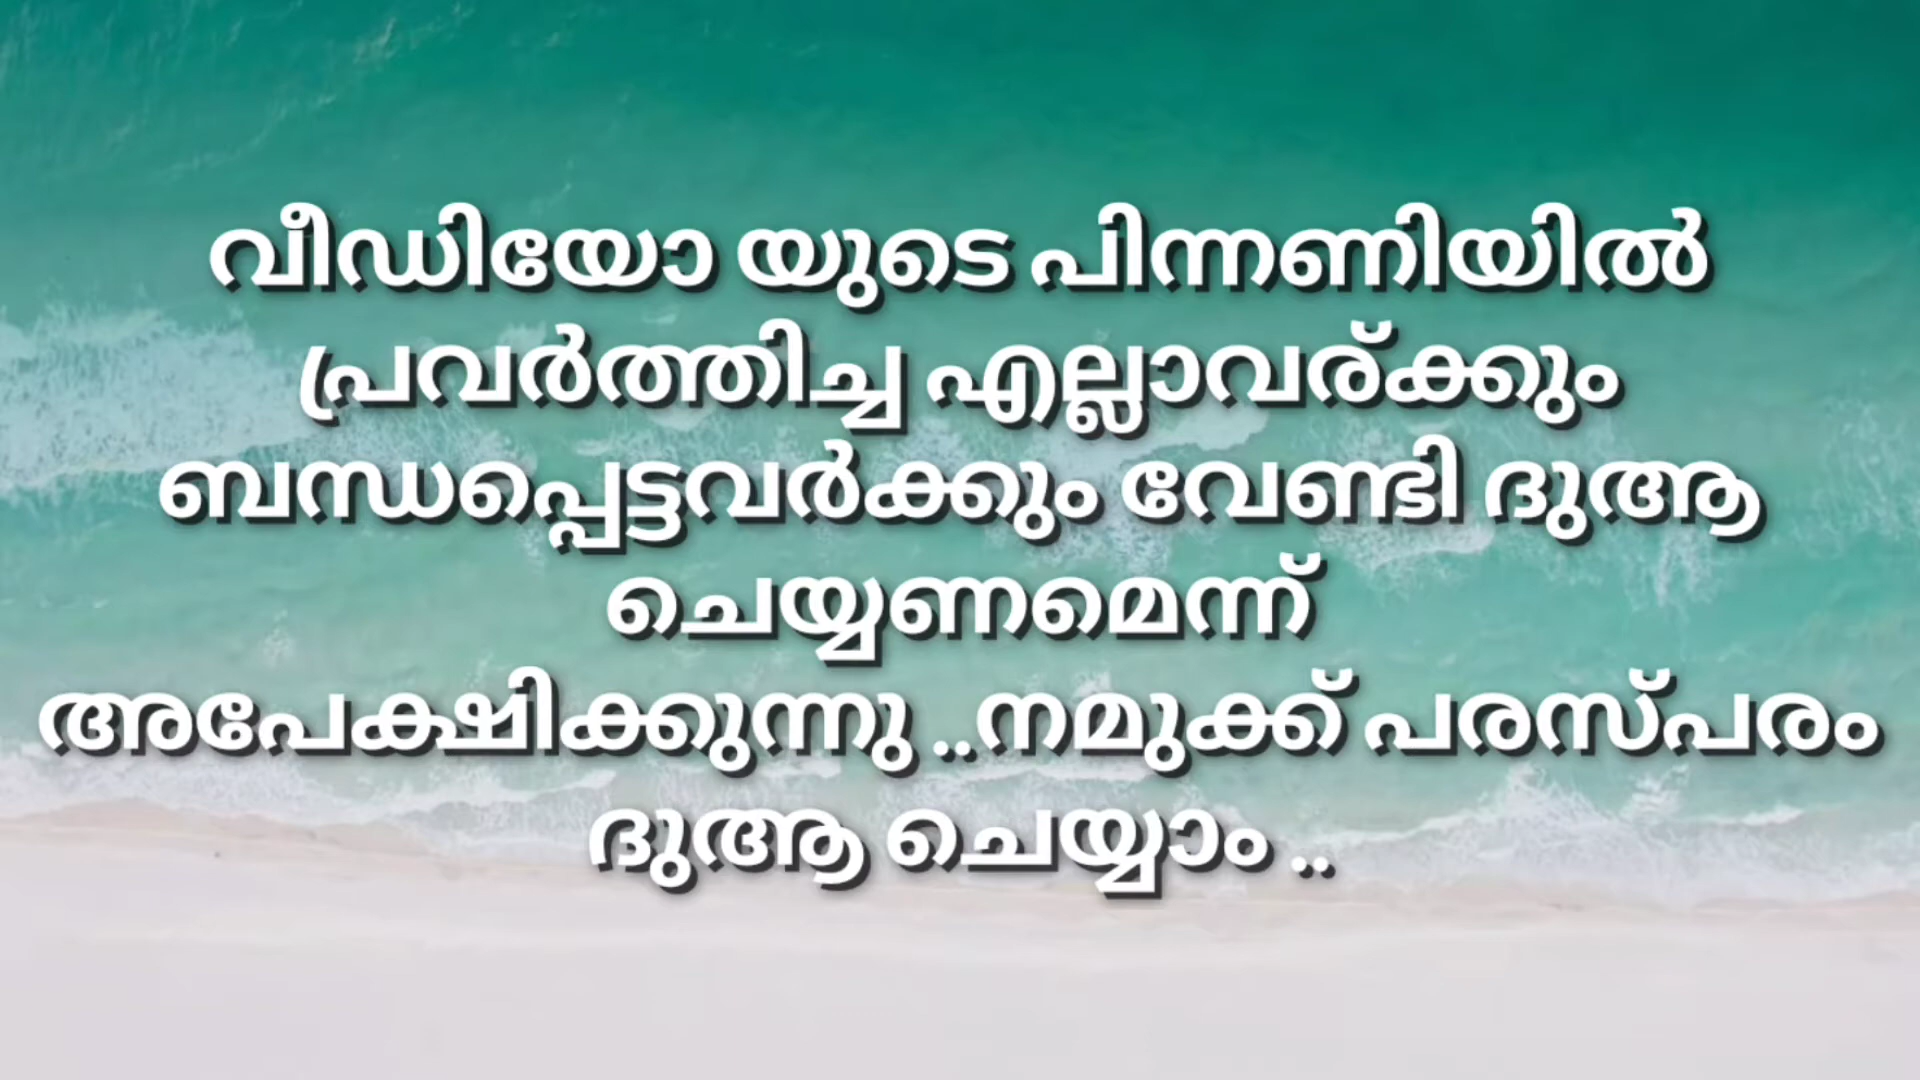 വീഡിയോ യുടെ പിന്നണിയിൽ
പ്രവർത്തിച്ച എല്ലാവര്ക്കും
ബന്ധപ്പെട്ടവർക്കും വേണ്ടി ദുആ
ചെയ്യണമെന്ന്
അപേക്ഷിക്കുന്നു ..നമുക്ക് പരസ്പരം
ദുആ ചെയ്യാം ..